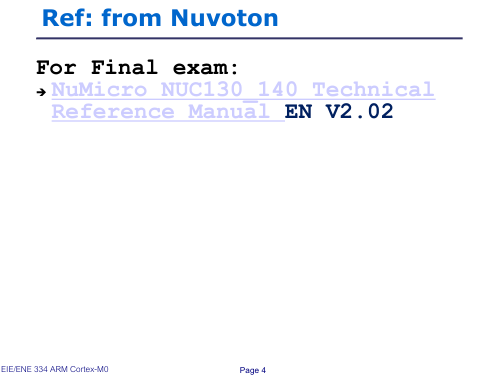 Ref: from Nuvoton
For Final exam:
➔ NuMicro NUC130_140 Technical
Reference Manual EN V2.02
EIE/ENE 334 ARM Cortex-M0
Page 4